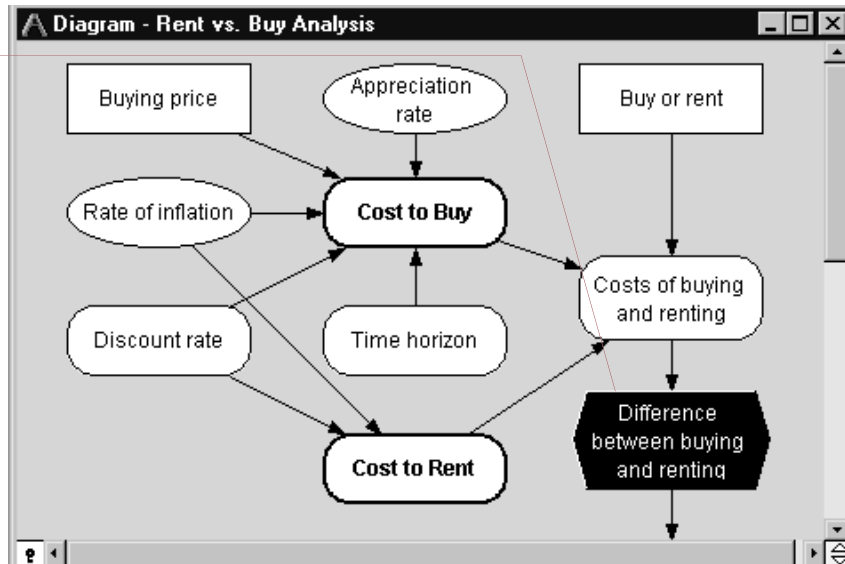 Diagram - Rent vs. Buy Analysis
Buying price
Appreciation
rate
Buy or rent
Rate of inflation
Cost to Buy
Costs of buying
and renting
Discount rate
Time horizon
Difference
between buying
and renting
Cost to Rent
?